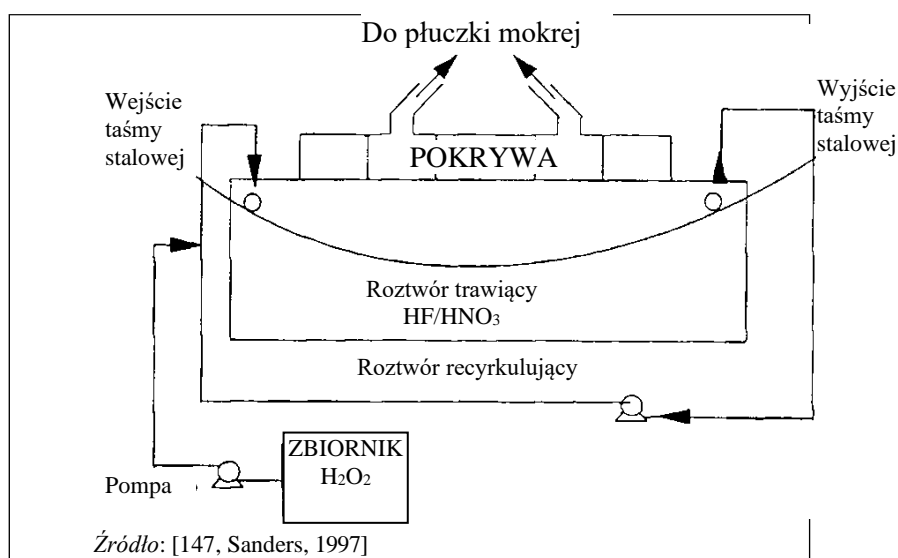 Do płuczki mokrej
Wejście
taśmy
stalowej
Wyjście
taśmy
stalowej
POKRYWA
Roztwór trawiący
HF/HNO3
Roztwór recyrkulujący
ZBIORNIK
H2O2
Pompa
Źródło: [147, Sanders, 1997]